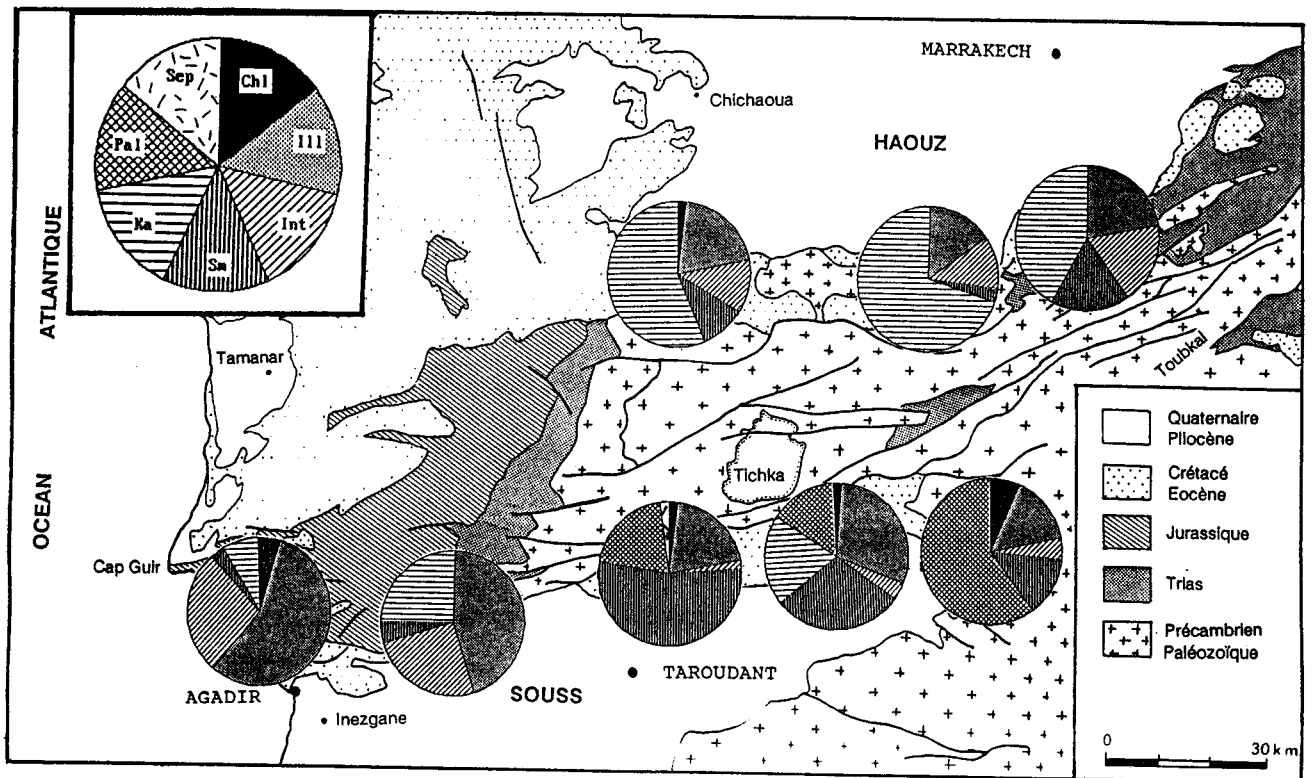 Sep
Chl
Pal
Ill
Ka
Int
Sm
MARRAKECH
Chichaoua
HAOUZ
ATLANTIQUE
OCEAN
Tamanar
Toubkal
Tichka
Cap Guir
AGADIR
Inezgane
SOUSS
TAROUDANT
Quaternaire
Pliocène
Crétacé
Eocène
Jurassique
Trias
Précambrien
Paléozoïque
0
30 km